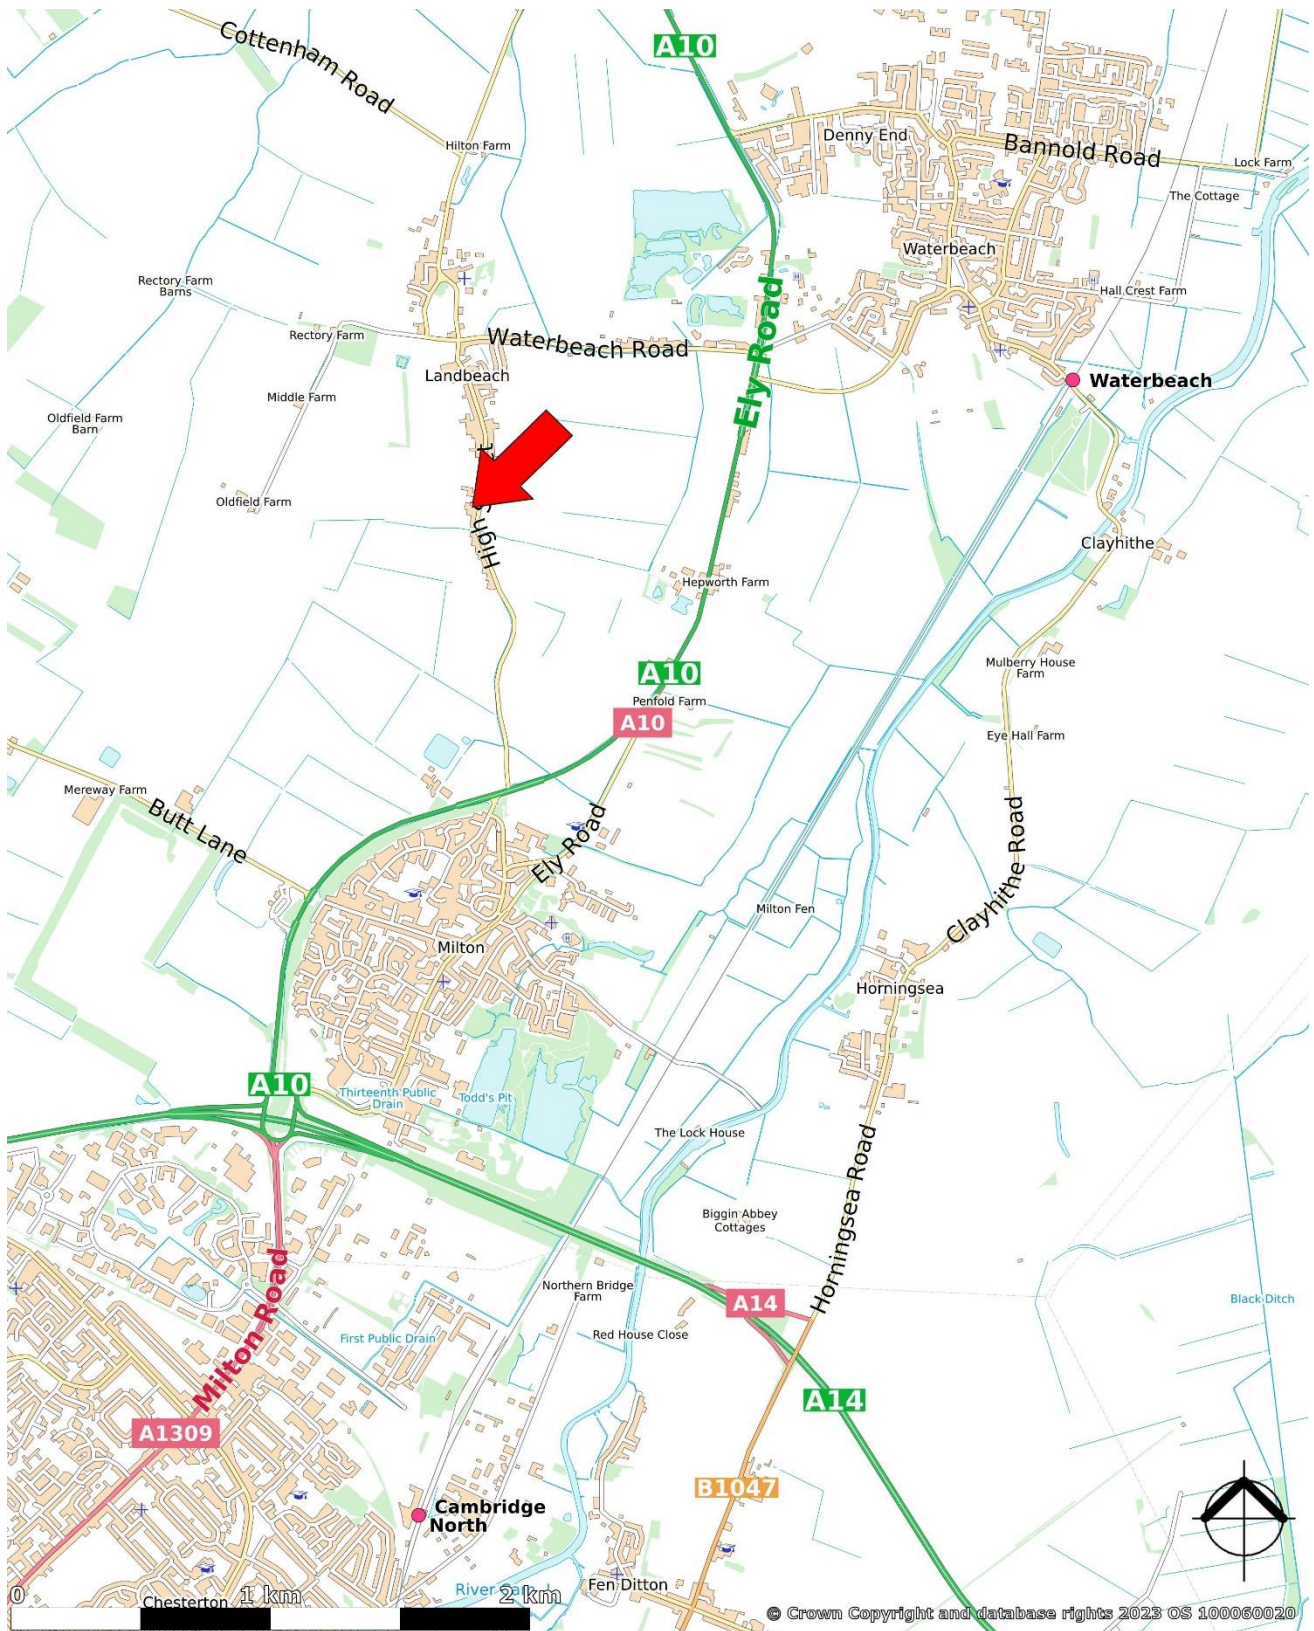 Cottenham Road
A10
Denny End
Bannold Road
Hilton Farm
Lock Farm
The Cottage
Waterbeach
Rectory Farm
Barns
Hall Crest Farm
Rectory Farm
Waterbeach Road
Ely Road
Landbeach
Waterbeach
Middle Farm
Oldfield Farm
Barn
Oldfield Farm
High
Clayhithe
Hepworth Farm
A10
Mulberry House
Farm
Penfold Farm
A10
Eye Hall Farm
Mereway Farm
Butt Lane
Ely Road
Clayhithe Road
Milton Fen
Milton
Horningsea
A10
Thirteenth Public
Drain
Todd's Pit
The Lock House
Horningsea Road
Biggin Abbey
Cottages
Northern Bridge
Farm
A14
Black Ditch
First Public Drain
Red House Close
Milton Road
A14
A1309
B1047
Cambridge
North
Fen Ditton
River
Chesterton
0
1 km
2 km
© Crown Copyright and database rights 2023 OS 100060020